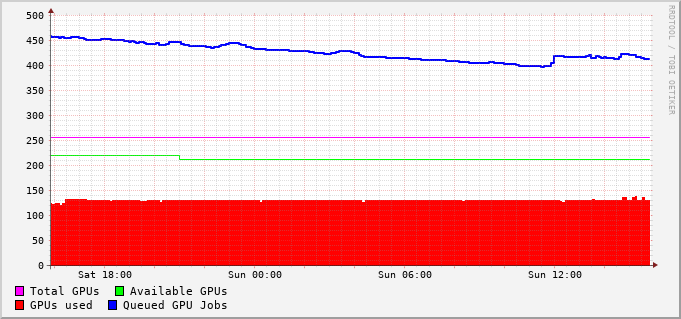 500
450
400
350
300
250
200
150
100
50
0
Sat 18:00 Sun 00:00 Sun 06:00 Sun 12:00
Total GPUs Available GPUs
GPUs used Queued GPU Jobs
RRDTOOL / TOBI OETIKER